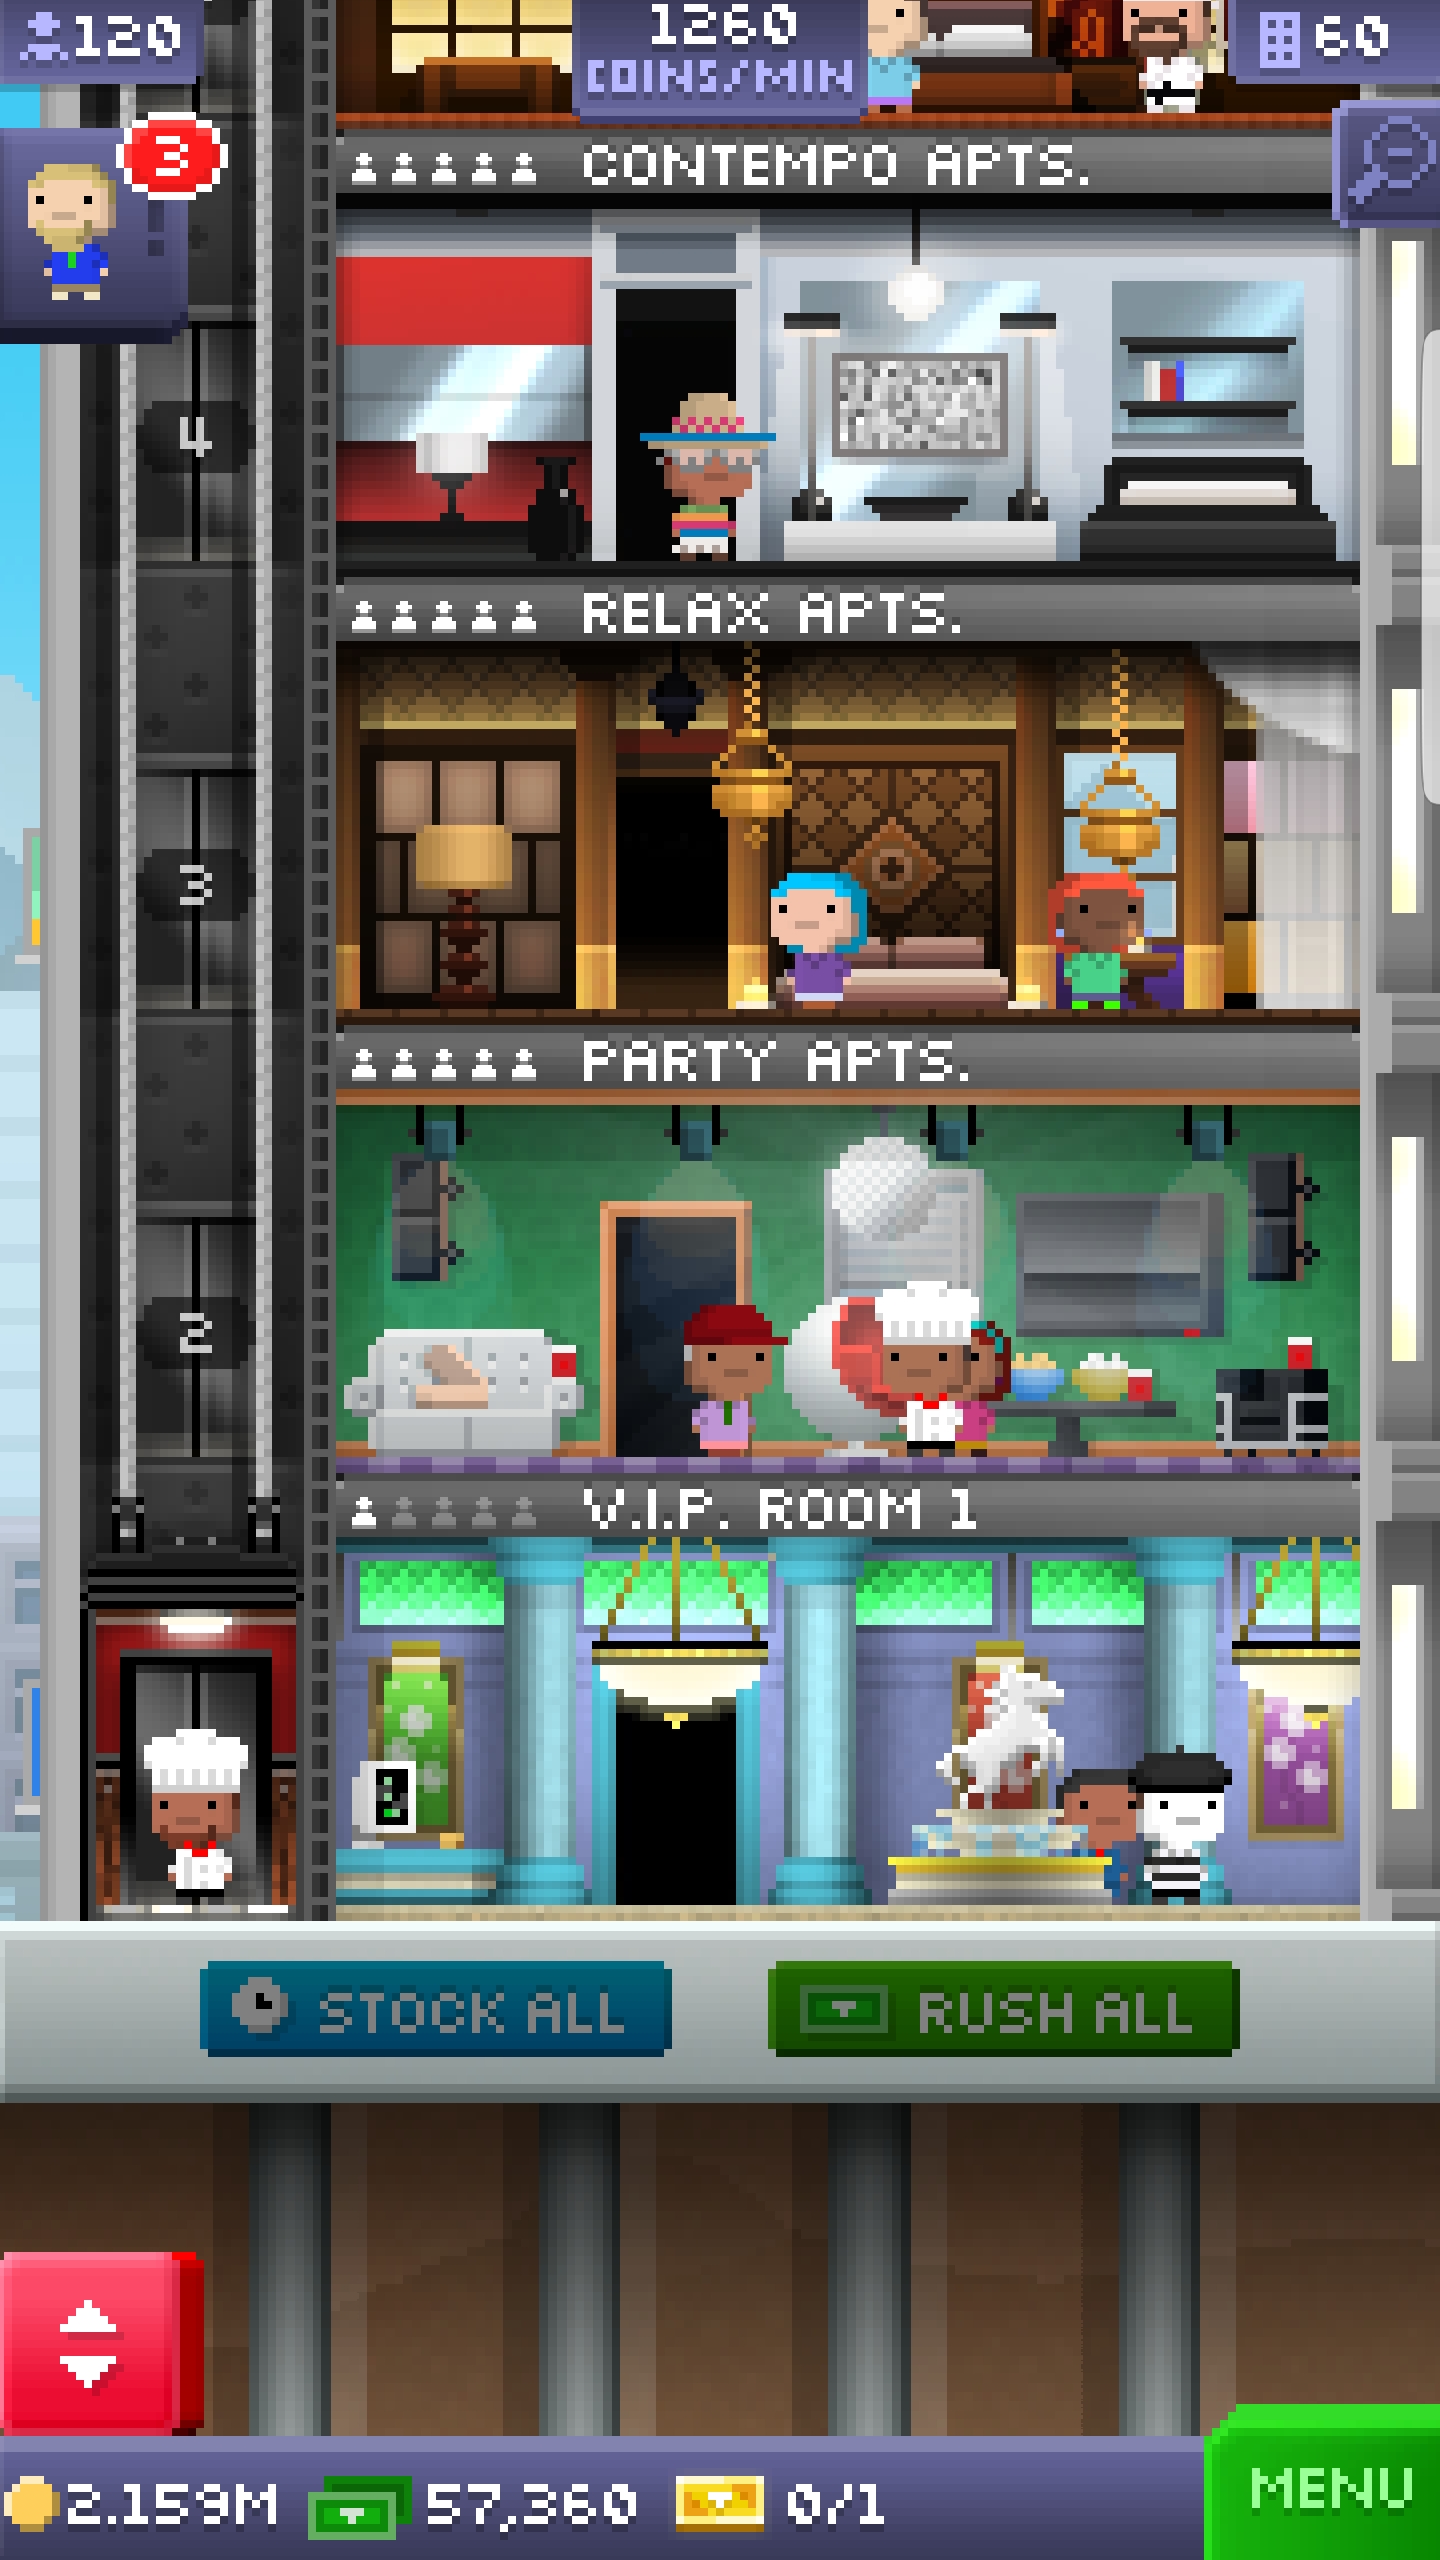 120
1260
COINS/MIN
60
3
CONTEMPO APTS.
4
RELAX APTS.
3
PARTY APTS.
2
V.I.P. ROOM 1
STOCK ALL
RUSH ALL
2.159M
57,360
0/1
MENU